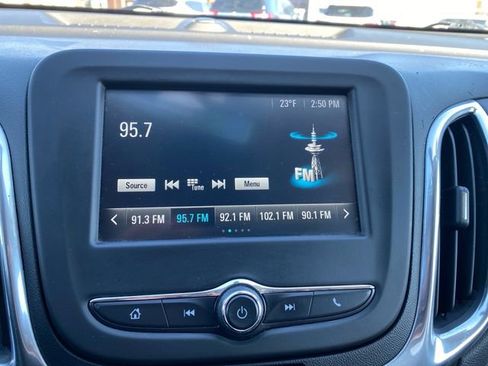 23°F 2:50 PM
95.7
FM
Source Tune Menu
91.3 FM 95.7 FM 92.1 FM 102.1 FM 90.1 FM